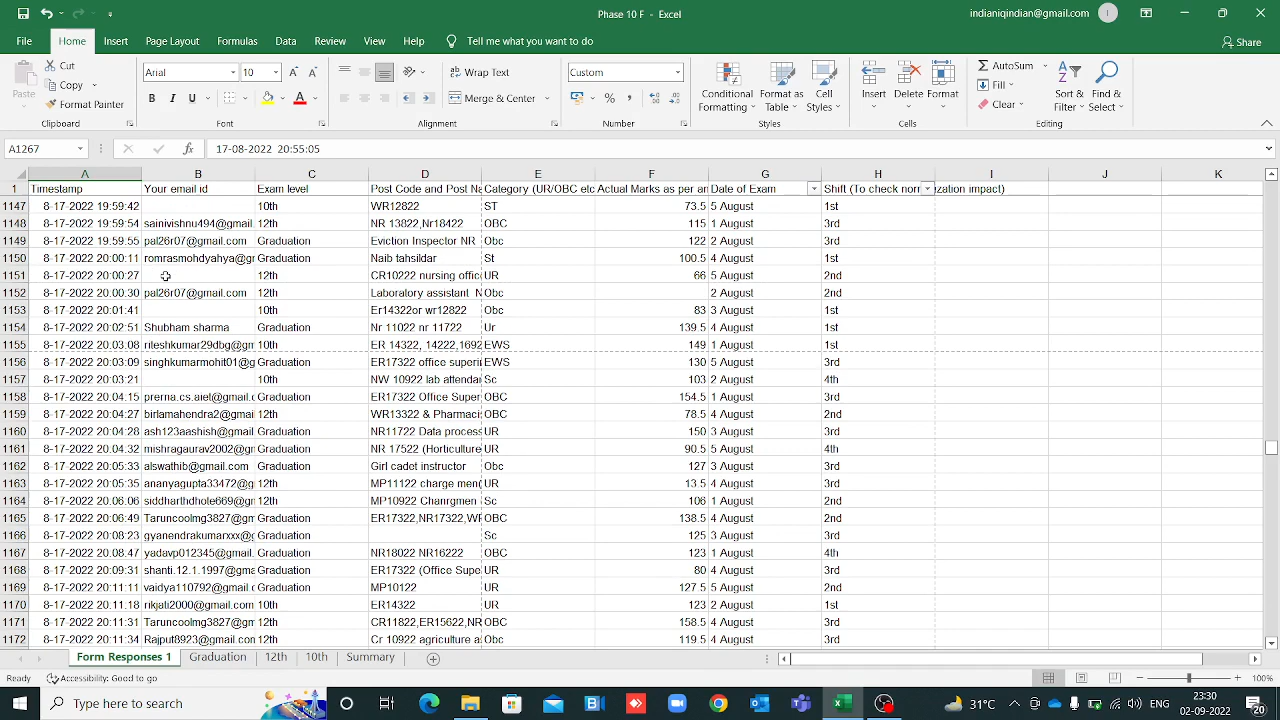 Phase 10 F - Excel
indianiqindian@gmail.com I
File Home Insert Page Layout Formulas Data Review View Help Tell me what you want to do Share
Paste Cut Copy Format Painter Clipboard
Arial 10 A A B I U A Font
Wrap Text Merge & Center Alignment
Custom % , Number
Conditional Formatting Format as Table Cell Styles Styles
Insert Delete Format Cells
AutoSum Fill Clear Sort & Filter Find & Select Editing
A1267 fx 17-08-2022 20:55:05
A B C D E F G H I J K
1 Timestamp Your email id Exam level Post Code and Post Na Category (UR/OBC etc Actual Marks as per an Date of Exam Shift (To check norm ization impact)
1147 8-17-2022 19:59:42 10th WR12822 ST 73.5 5 August 1st
1148 8-17-2022 19:59:54 sainivishnu494@gmail. 12th NR 13822,Nr18422 OBC 115 1 August 3rd
1149 8-17-2022 19:59:55 pal26r07@gmail.com Graduation Eviction Inspector NR Obc 122 2 August 3rd
1150 8-17-2022 20:00:11 romrasmohdyahya@gr Graduation Naib tahsildar St 100.5 4 August 1st
1151 8-17-2022 20:00:27 12th CR10222 nursing offic UR 66 5 August 2nd
1152 8-17-2022 20:00:30 pal26r07@gmail.com 12th Laboratory assistant N Obc 2 August 2nd
1153 8-17-2022 20:01:41 10th Er14322or wr12822 Obc 83 3 August 1st
1154 8-17-2022 20:02:51 Shubham sharma Graduation Nr 11022 nr 11722 Ur 139.5 4 August 1st
1155 8-17-2022 20:03:08 riteshkumar29dbg@gm 10th ER 14322, 14222,1692 EWS 149 1 August 1st
1156 8-17-2022 20:03:09 singhkumarmohit01@g Graduation ER17322 office superi EWS 130 5 August 3rd
1157 8-17-2022 20:03:21 10th NW 10922 lab attendar Sc 103 2 August 4th
1158 8-17-2022 20:04:15 prerna.cs.aiel@gmail.c Graduation ER17322 Office Super OBC 154.5 1 August 3rd
1159 8-17-2022 20:04:27 birlamahendra2@gmai 12th WR13322 & Pharmaci OBC 78.5 4 August 2nd
1160 8-17-2022 20:04:28 ash123aashish@gmail Graduation NR11722 Data process UR 150 3 August 3rd
1161 8-17-2022 20:04:32 mishragaurav2002@gm Graduation NR 17522 (Horticulture UR 90.5 4 August 3rd
1162 8-17-2022 20:05:33 alswathib@gmail.com Graduation Girl cadet instructor Obc 127 3 August 3rd
1163 8-17-2022 20:05:35 ananyagupta33472@g Graduation MP11122 charge men UR 13.5 4 August 3rd
1164 8-17-2022 20:06:06 siddharthdhole669@gr 12th MP10922 Chanrgmen Sc 106 1 August 2nd
1165 8-17-2022 20:06:49 Taruncoolmg3827@gm Graduation ER17322,NR17322,WF OBC 138.5 4 August 2nd
1166 8-17-2022 20:08:23 gyanendrakumarxxx@g Graduation Sc 125 3 August 3rd
1167 8-17-2022 20:08:47 yadavp012345@gmail. Graduation NR18022 NR16222 OBC 123 1 August 4th
1168 8-17-2022 20:09:31 shanti.12.1.1997@gma Graduation ER17322 (Office Supe UR 80 4 August 3rd
1169 8-17-2022 20:11:11 vaidya110792@gmail.c Graduation MP10122 UR 127.5 5 August 2nd
1170 8-17-2022 20:11:18 rikjati2000@gmail.com 10th ER14322 UR 123 2 August 1st
1171 8-17-2022 20:11:31 Taruncoolmg3827@gm 12th CR11822,ER15622,NR OBC 158.5 4 August 3rd
1172 8-17-2022 20:11:34 Rajput8923@gmail.con 12th Cr 10922 agriculture a Obc 119.5 4 August 3rd
Form Responses 1 Graduation 12th 10th Summary
Ready Accessibility: Good to go 100%
Type here to search 31°C ENG 23:30 02-09-2022 20